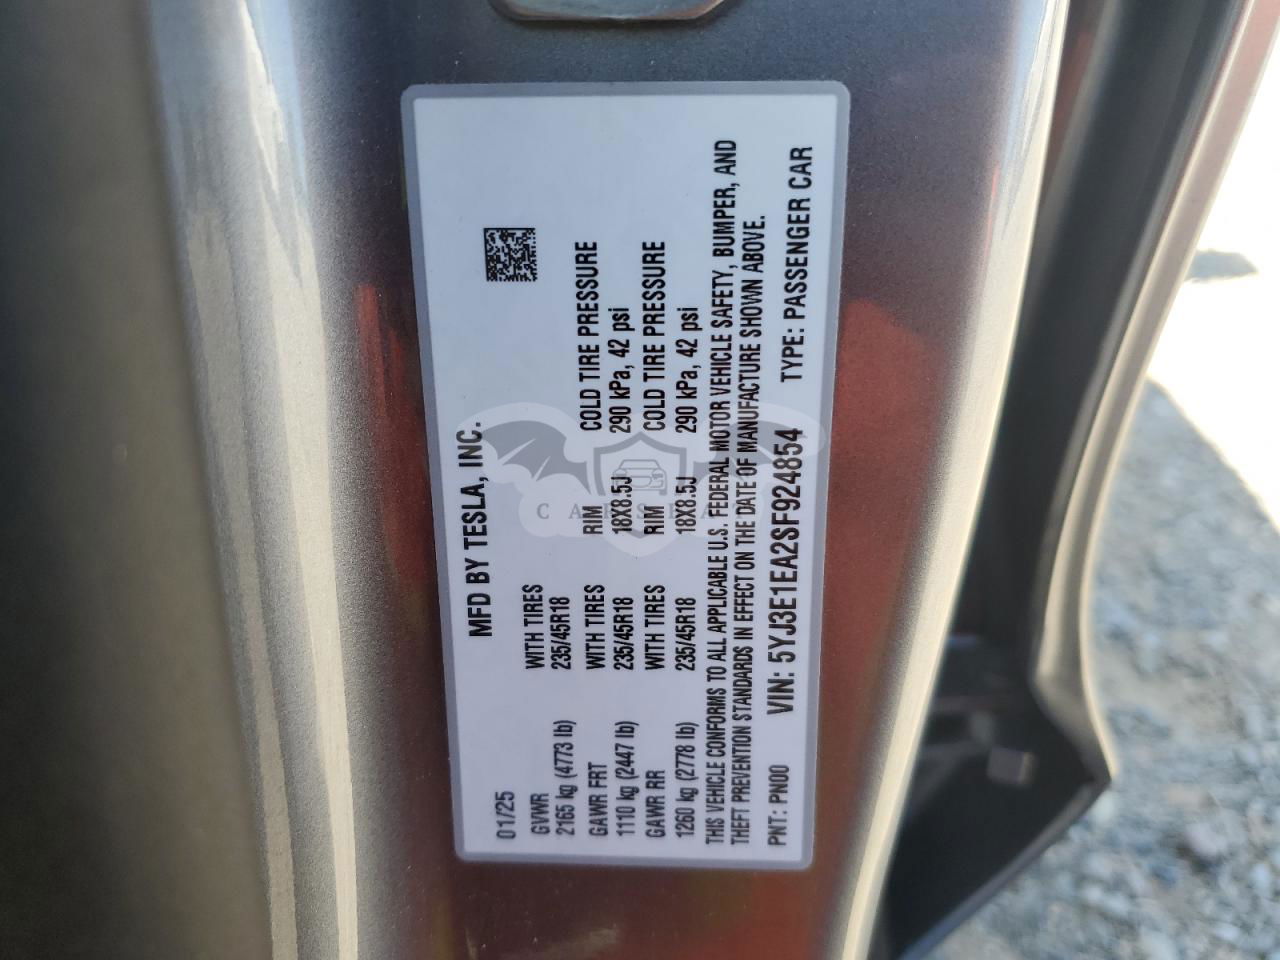 MFD BY TESLA, INC.
01/25
GVWR
2165 kg (4773 lb)
WITH TIRES
235/45R18
GAWR FRT
1110 kg (2447 lb)
WITH TIRES
235/45R18
RIM
18X8.5J
COLD TIRE PRESSURE
290 kPa, 42 psi
GAWR RR
1260 kg (2778 lb)
WITH TIRES
235/45R18
RIM
18X8.5J
COLD TIRE PRESSURE
290 kPa, 42 psi
THIS VEHICLE CONFORMS TO ALL APPLICABLE U.S. FEDERAL MOTOR VEHICLE SAFETY, BUMPER, AND
THEFT PREVENTION STANDARDS IN EFFECT ON THE DATE OF MANUFACTURE SHOWN ABOVE.
PNT: PN00 VIN: 5YJ3E1EA2SF924854 TYPE: PASSENGER CAR